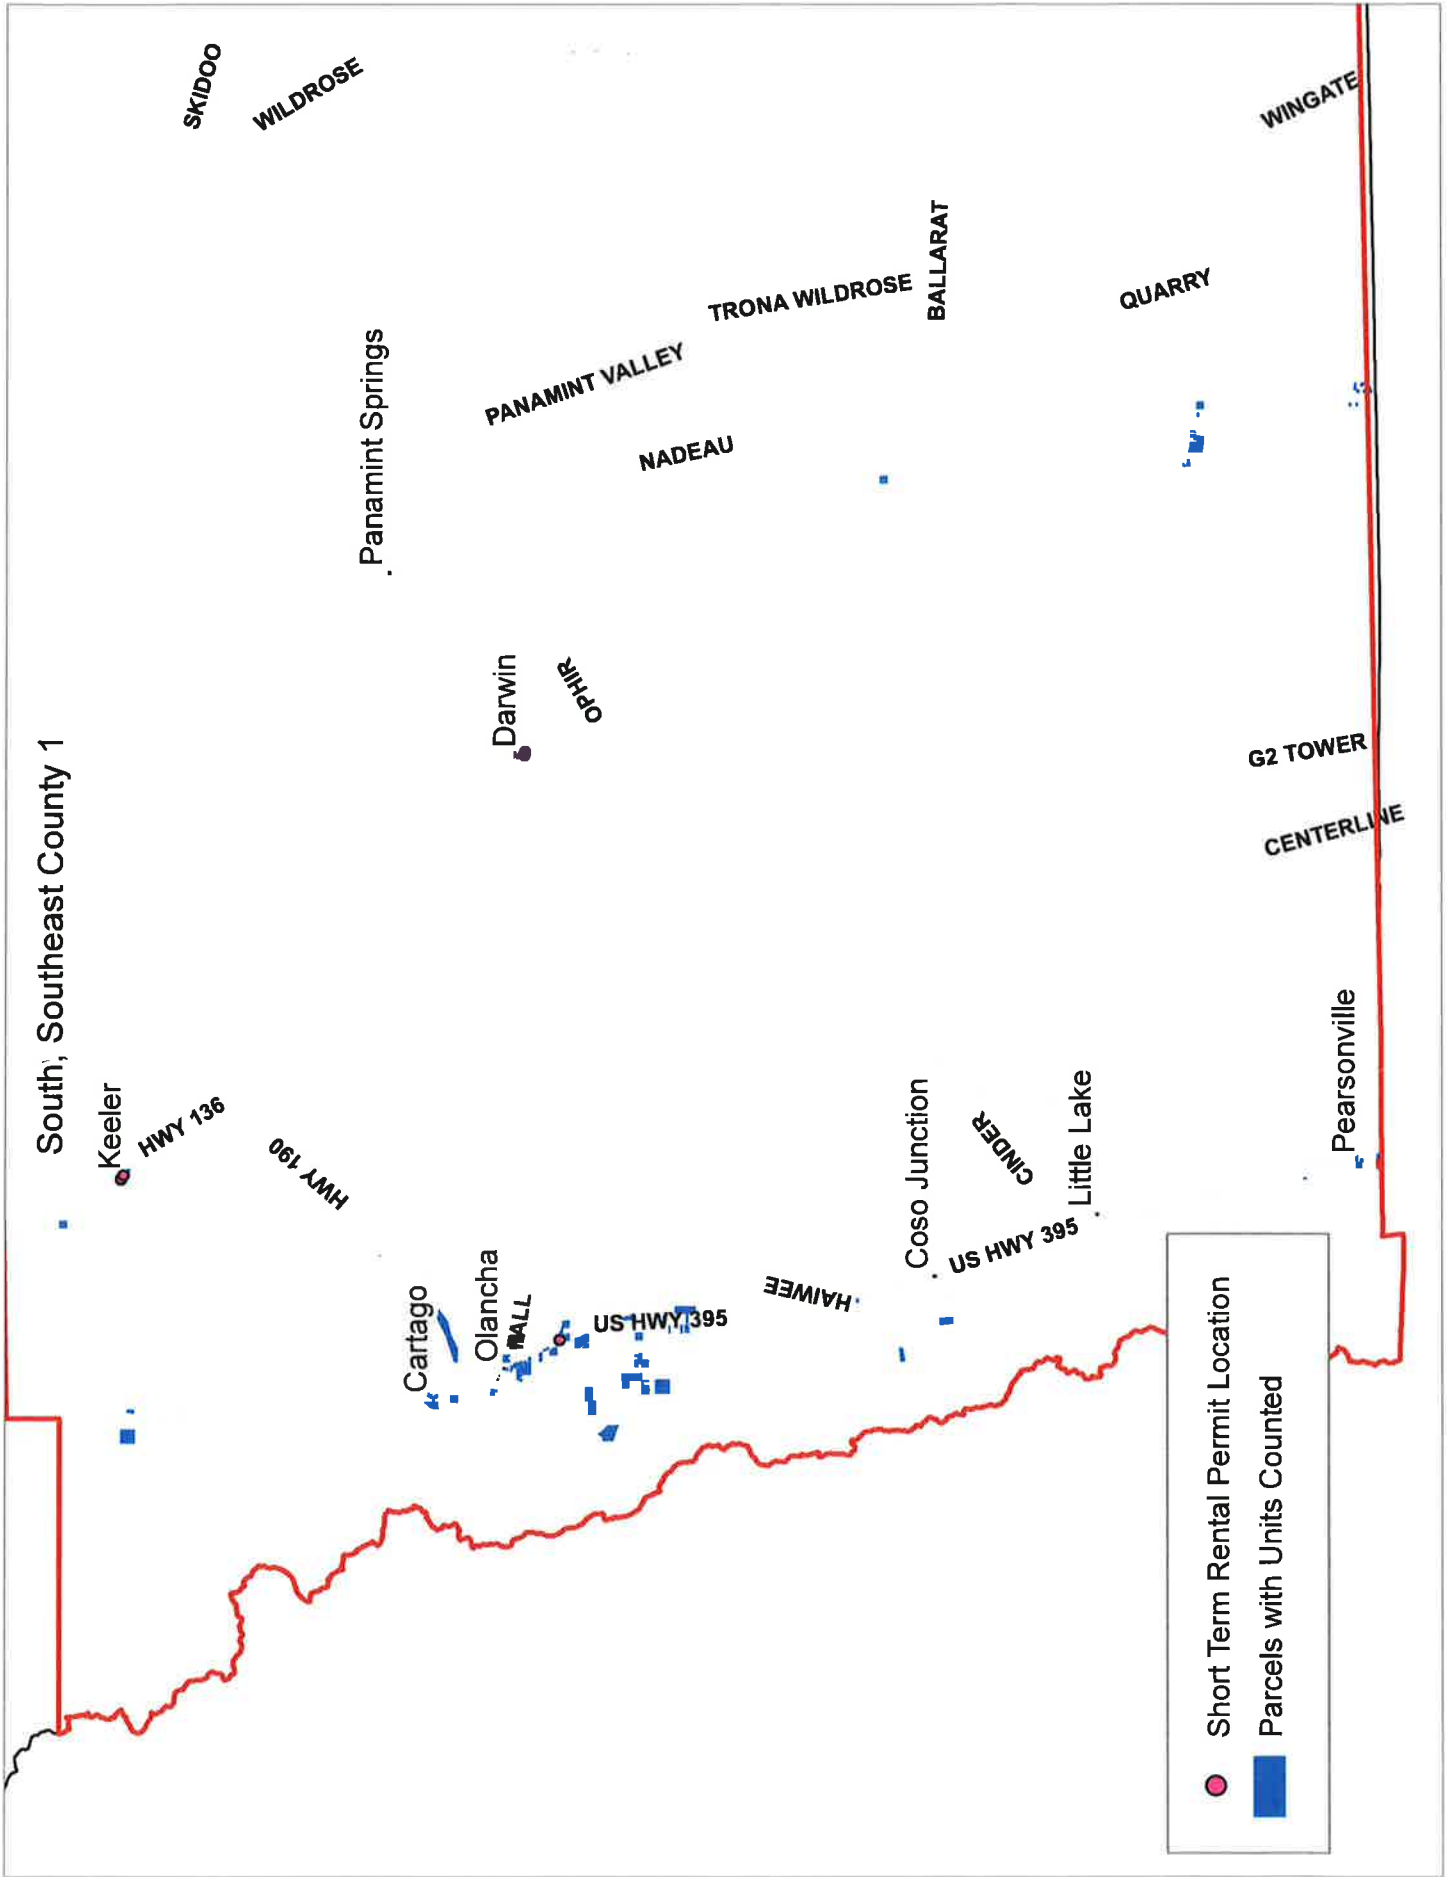 South, Southeast County 1
Keeler
HWY 136
SKIDOO
HWY 190
WILDROSE
Panamint Springs
Cartago
Olancha
Darwin
OPHIR
PANAMINT VALLEY
US HWY 395
NADEAU
HAIWEE
TRONA WILDROSE
Coso Junction
BALLARAT
CINDER
US HWY 395
Little Lake
QUARRY
Short Term Rental Permit Location
Parcels with Units Counted
G2 TOWER
WINGATE
CENTERLINE
Pearsonville